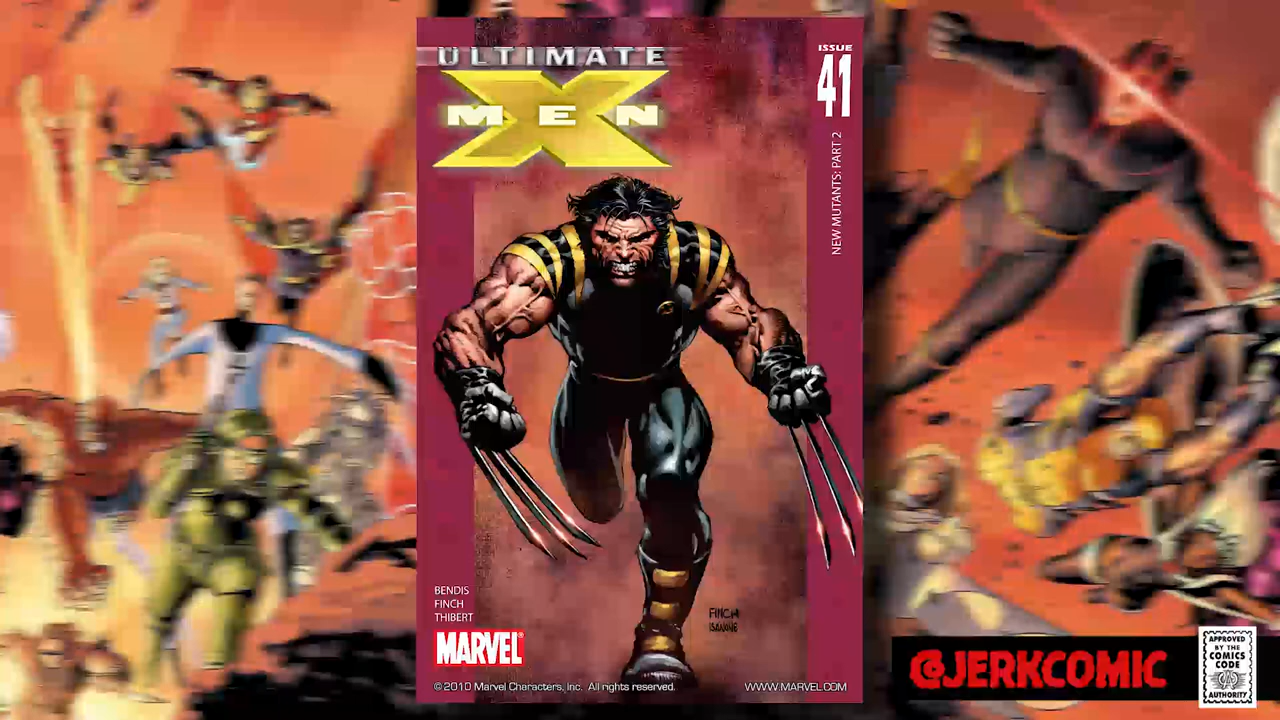 ULTIMATE
X
MEN
ISSUE
41
NEW MUTANTS: PART 2
BENDIS
FINCH
THIBERT
MARVEL®
FINCH
©2010 Marvel Characters, Inc. All rights reserved.
WWW.MARVEL.COM
@JERKCOMIC
APPROVED
BY THE
COMICS
CODE
AUTHORITY